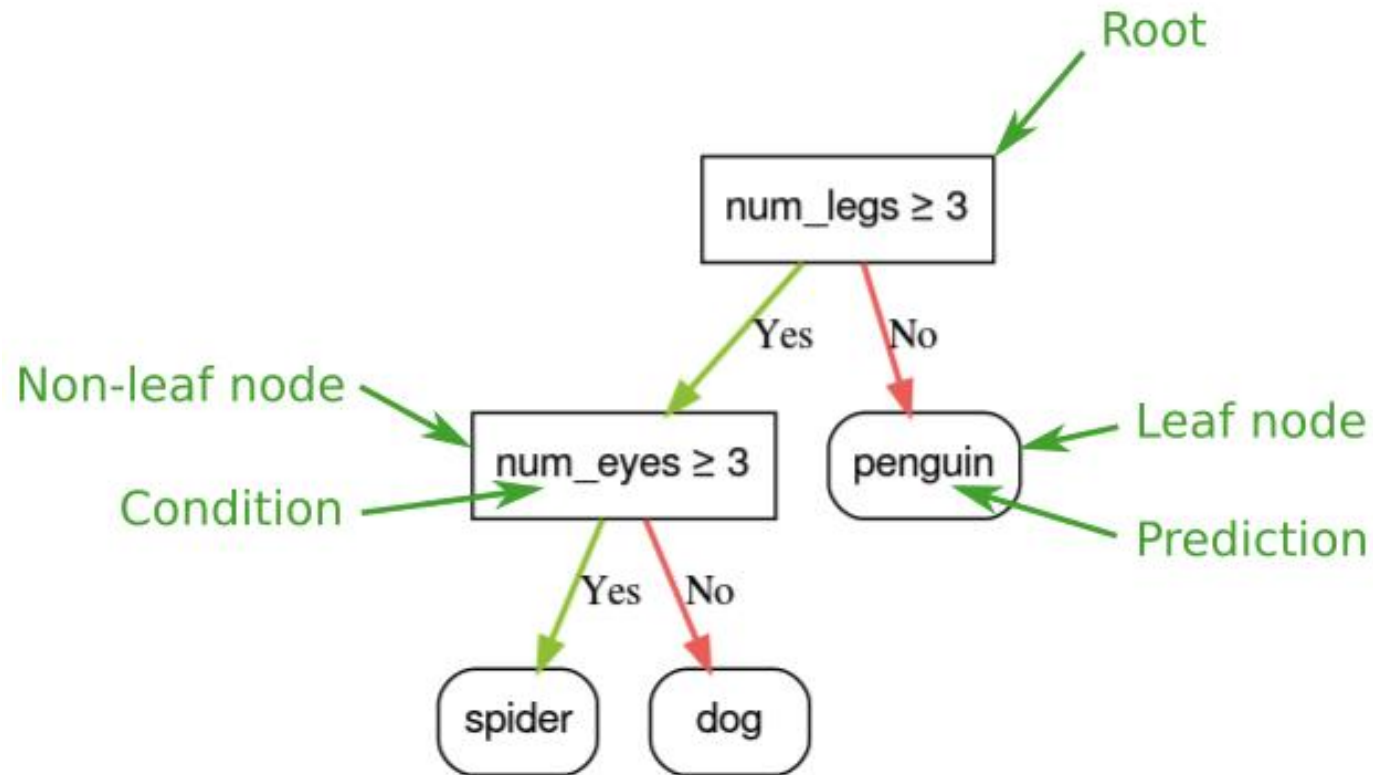 Root
num_legs ≥ 3
Yes
No
Non-leaf node
Leaf node
num_eyes ≥ 3
penguin
Condition
Prediction
Yes
No
spider
dog